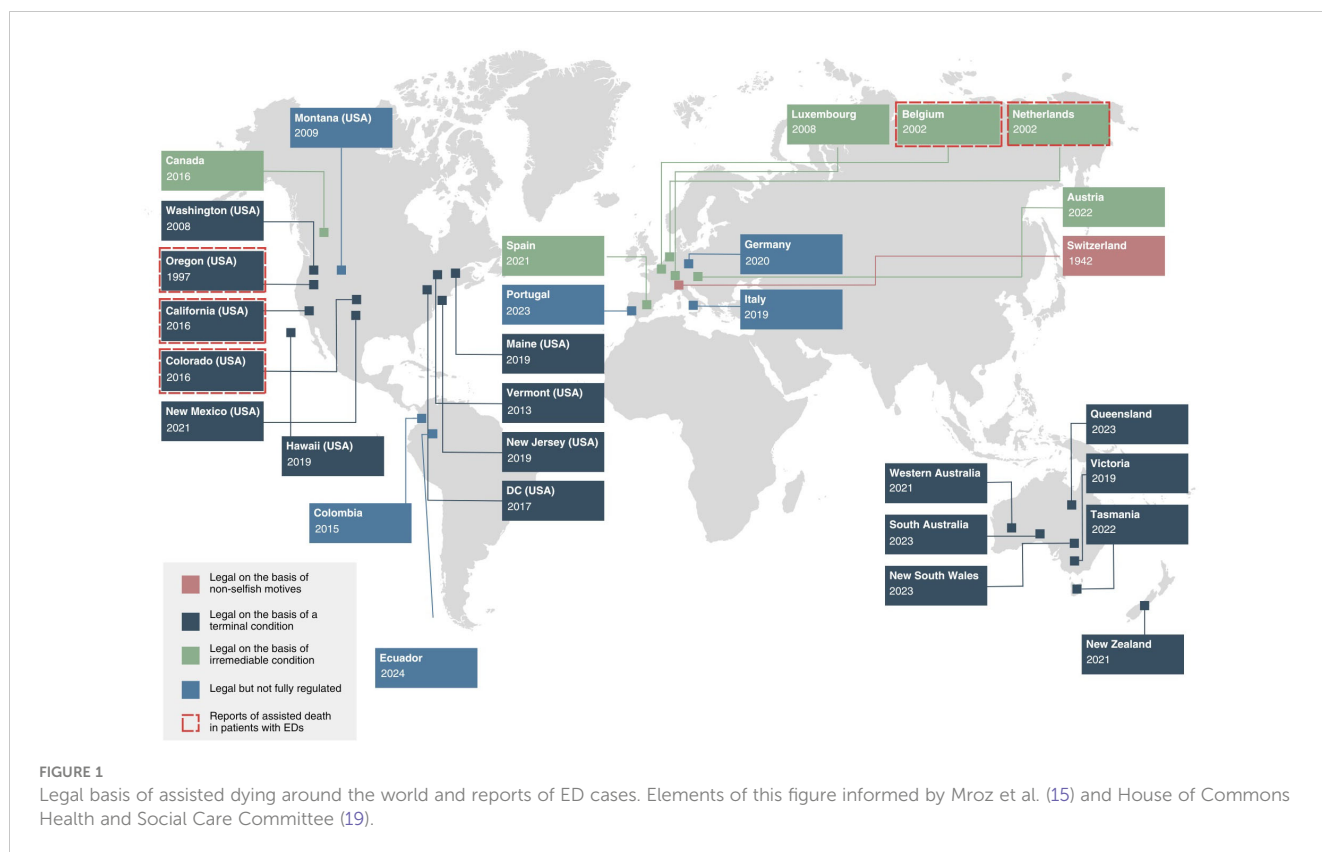 Montana (USA)
2009
Luxembourg
2008
Belgium
2002
Netherlands
2002
Canada
2016
Washington (USA)
2008
Oregon (USA)
1997
California (USA)
2016
Colorado (USA)
2016
New Mexico (USA)
2021
Hawaii (USA)
2019
Austria
2022
Switzerland
1942
Spain
2021
Germany
2020
Portugal
2023
Italy
2019
Maine (USA)
2019
Vermont (USA)
2013
New Jersey (USA)
2019
DC (USA)
2017
Colombia
2015
Ecuador
2024
Queensland
2023
Western Australia
2021
Victoria
2019
South Australia
2023
Tasmania
2022
New South Wales
2023
New Zealand
2021
Legal on the basis of
non-selfish motives
Legal on the basis of a
terminal condition
Legal on the basis of
irremediable condition
Legal but not fully regulated
Reports of assisted death
in patients with EDs
FIGURE 1
Legal basis of assisted dying around the world and reports of ED cases. Elements of this figure informed by Mroz et al. (15) and House of Commons
Health and Social Care Committee (19).